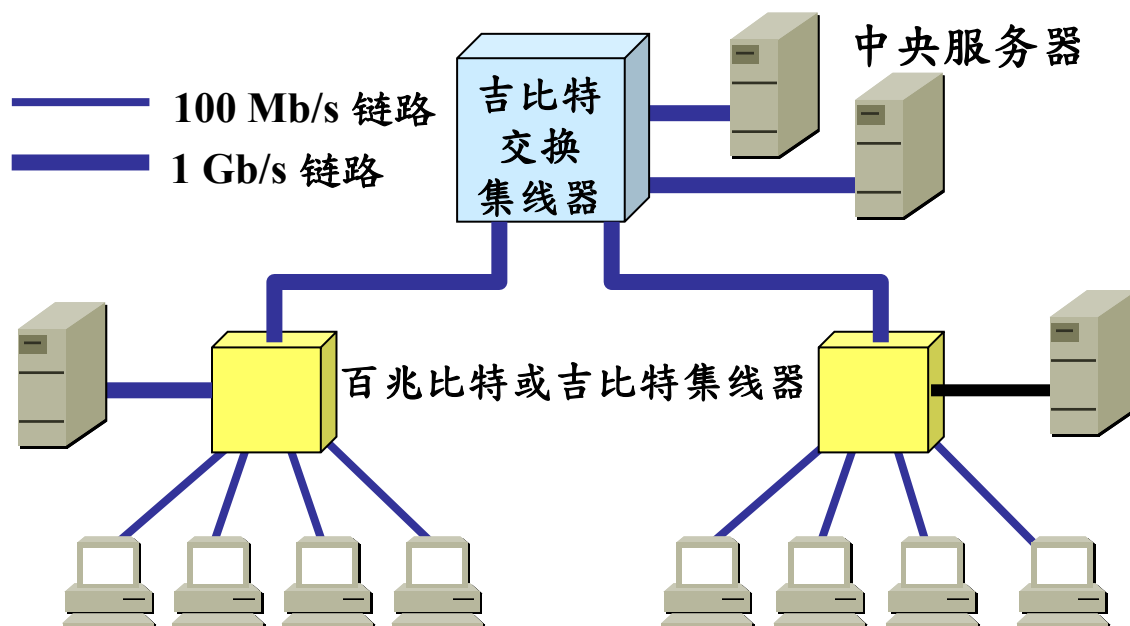 中央服务器
吉比特
交换
集线器
100 Mb/s 链路
1 Gb/s 链路
百兆比特或吉比特集线器